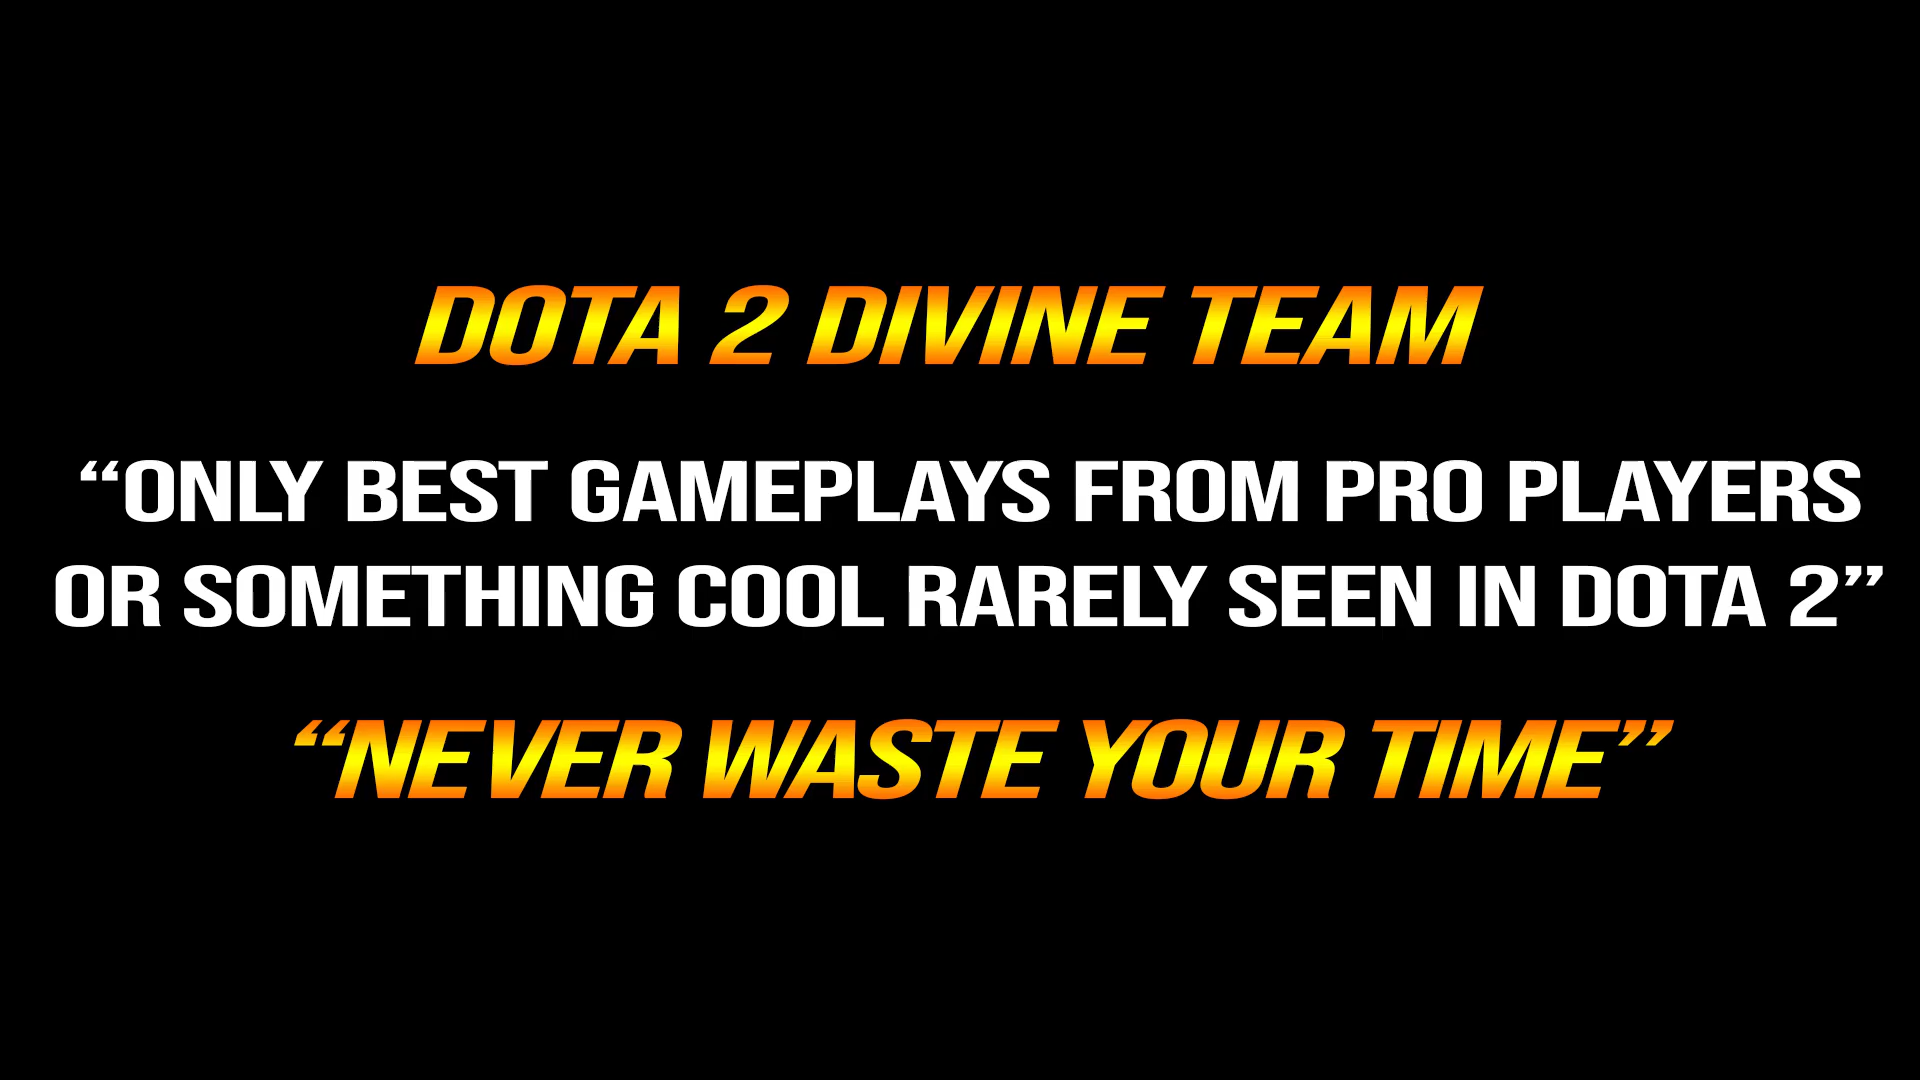 DOTA 2 DIVINE TEAM
“ONLY BEST GAMEPLAYS FROM PRO PLAYERS
OR SOMETHING COOL RARELY SEEN IN DOTA 2”
“NEVER WASTE YOUR TIME”